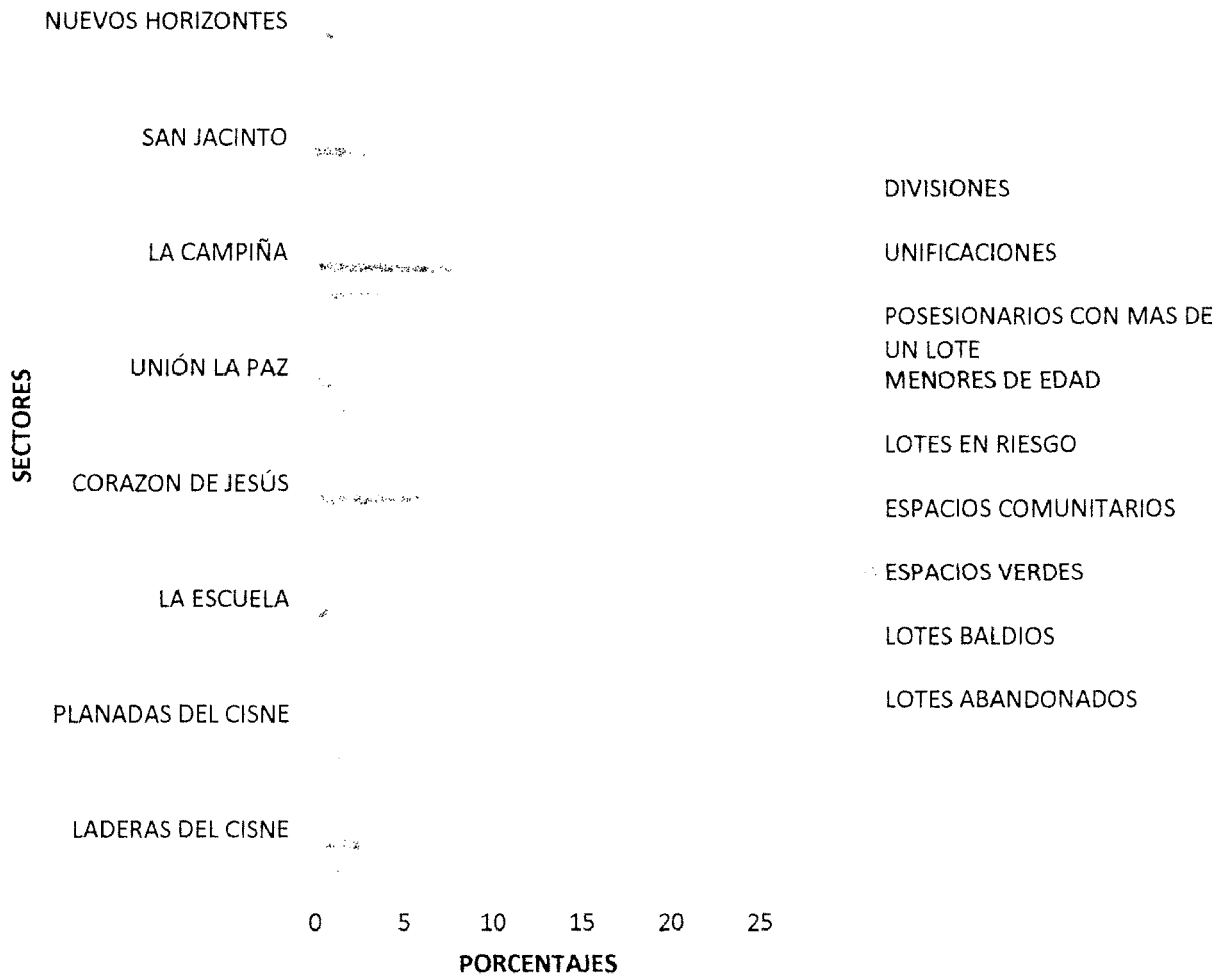 NUEVOS HORIZONTES
SAN JACINTO
LA CAMPIÑA
UNIÓN LA PAZ
CORAZON DE JESÚS
LA ESCUELA
PLANADAS DEL CISNE
LADERAS DEL CISNE
SECTORES
0 5 10 15 20 25
PORCENTAJES
DIVISIONES
UNIFICACIONES
POSESIONARIOS CON MAS DE
UN LOTE
MENORES DE EDAD
LOTES EN RIESGO
ESPACIOS COMUNITARIOS
ESPACIOS VERDES
LOTES BALDIOS
LOTES ABANDONADOS